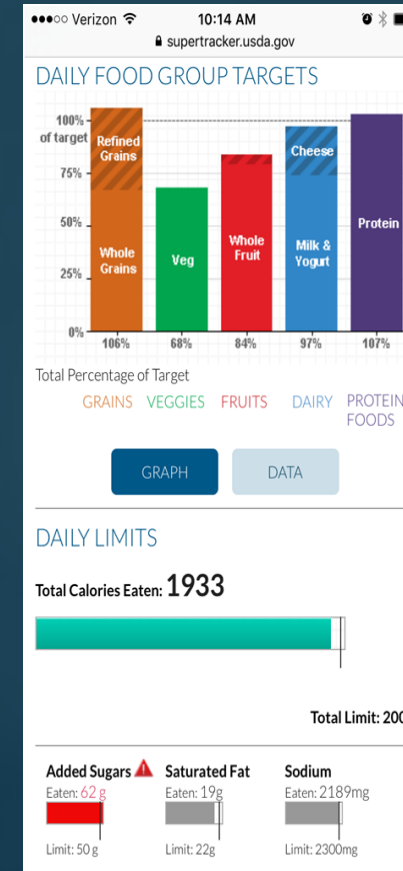 Verizon 10:14 AM
supertracker.usda.gov
DAILY FOOD GROUP TARGETS
100%
of target
75%
50%
25%
0%
Refined
Grains
Whole
Grains
Veg
Whole
Fruit
Cheese
Milk &
Yogurt
Protein
106% 68% 84% 97% 107%
Total Percentage of Target
GRAINS VEGGIES FRUITS DAIRY PROTEIN
FOODS
GRAPH DATA
DAILY LIMITS
Total Calories Eaten: 1933
Total Limit: 200
Added Sugars Saturated Fat Sodium
Eaten: 62 g Eaten: 19g Eaten: 2189mg
Limit: 50 g Limit: 22g Limit: 2300mg